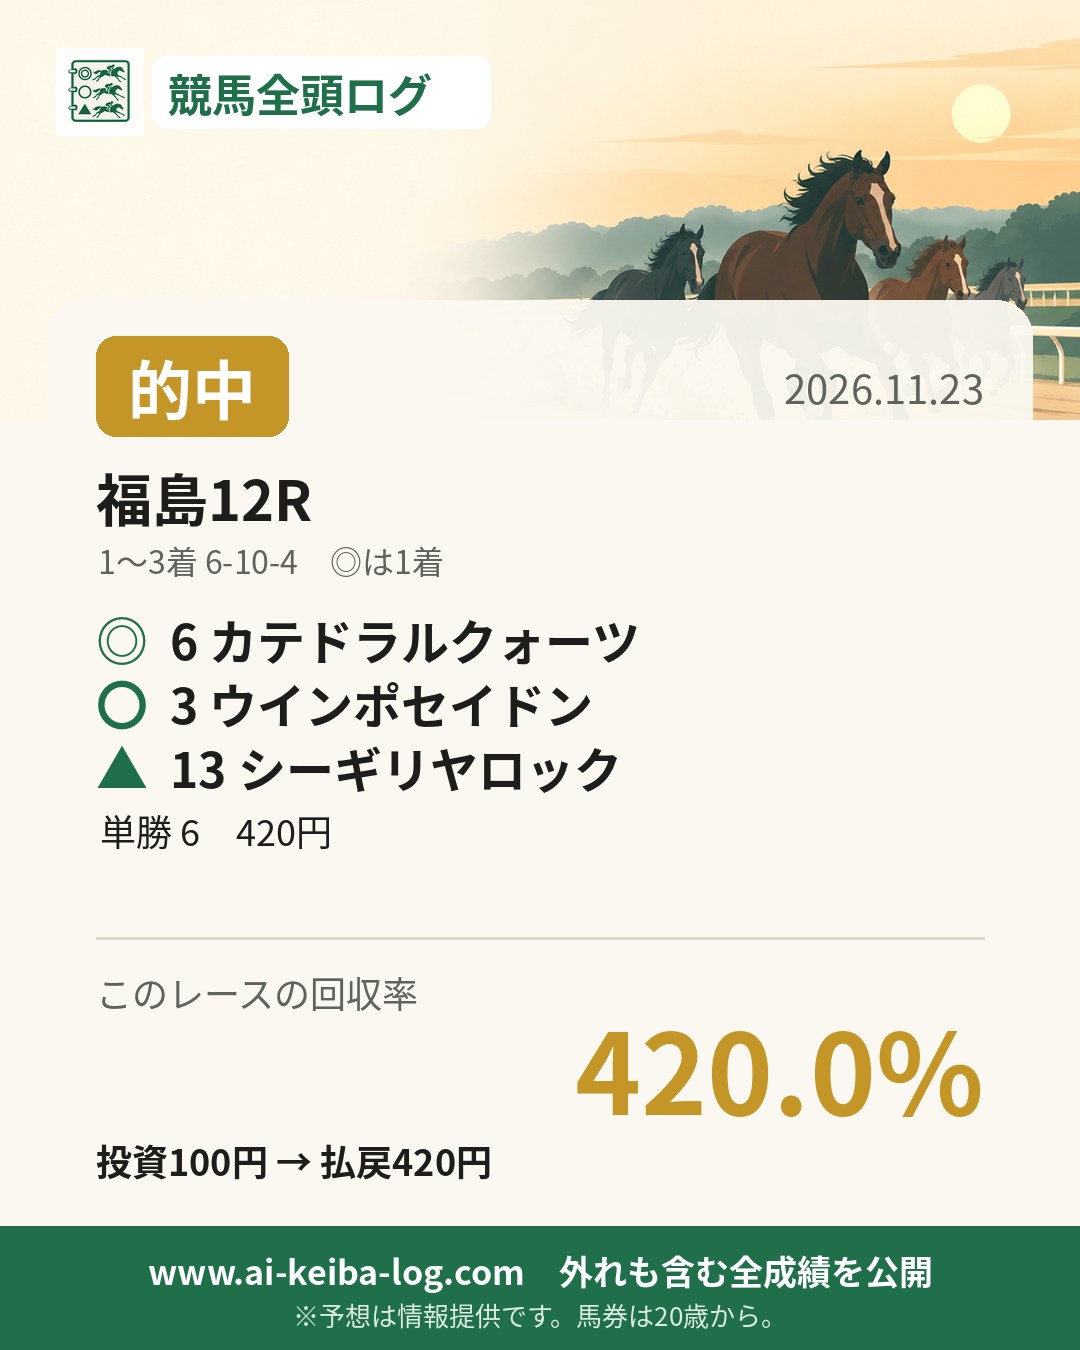 競馬全頭ログ
的中
2026.11.23
福島12R
1〜3着 6-10-4　◎は1着
◎ 6 カテドラルクォーツ
○ 3 ウインポセイドン
▲ 13 シーギリヤロック
単勝 6　420円
このレースの回収率
420.0%
投資100円 → 払戻420円
www.ai-keiba-log.com　外れも含む全成績を公開
※予想は情報提供です。馬券は20歳から。